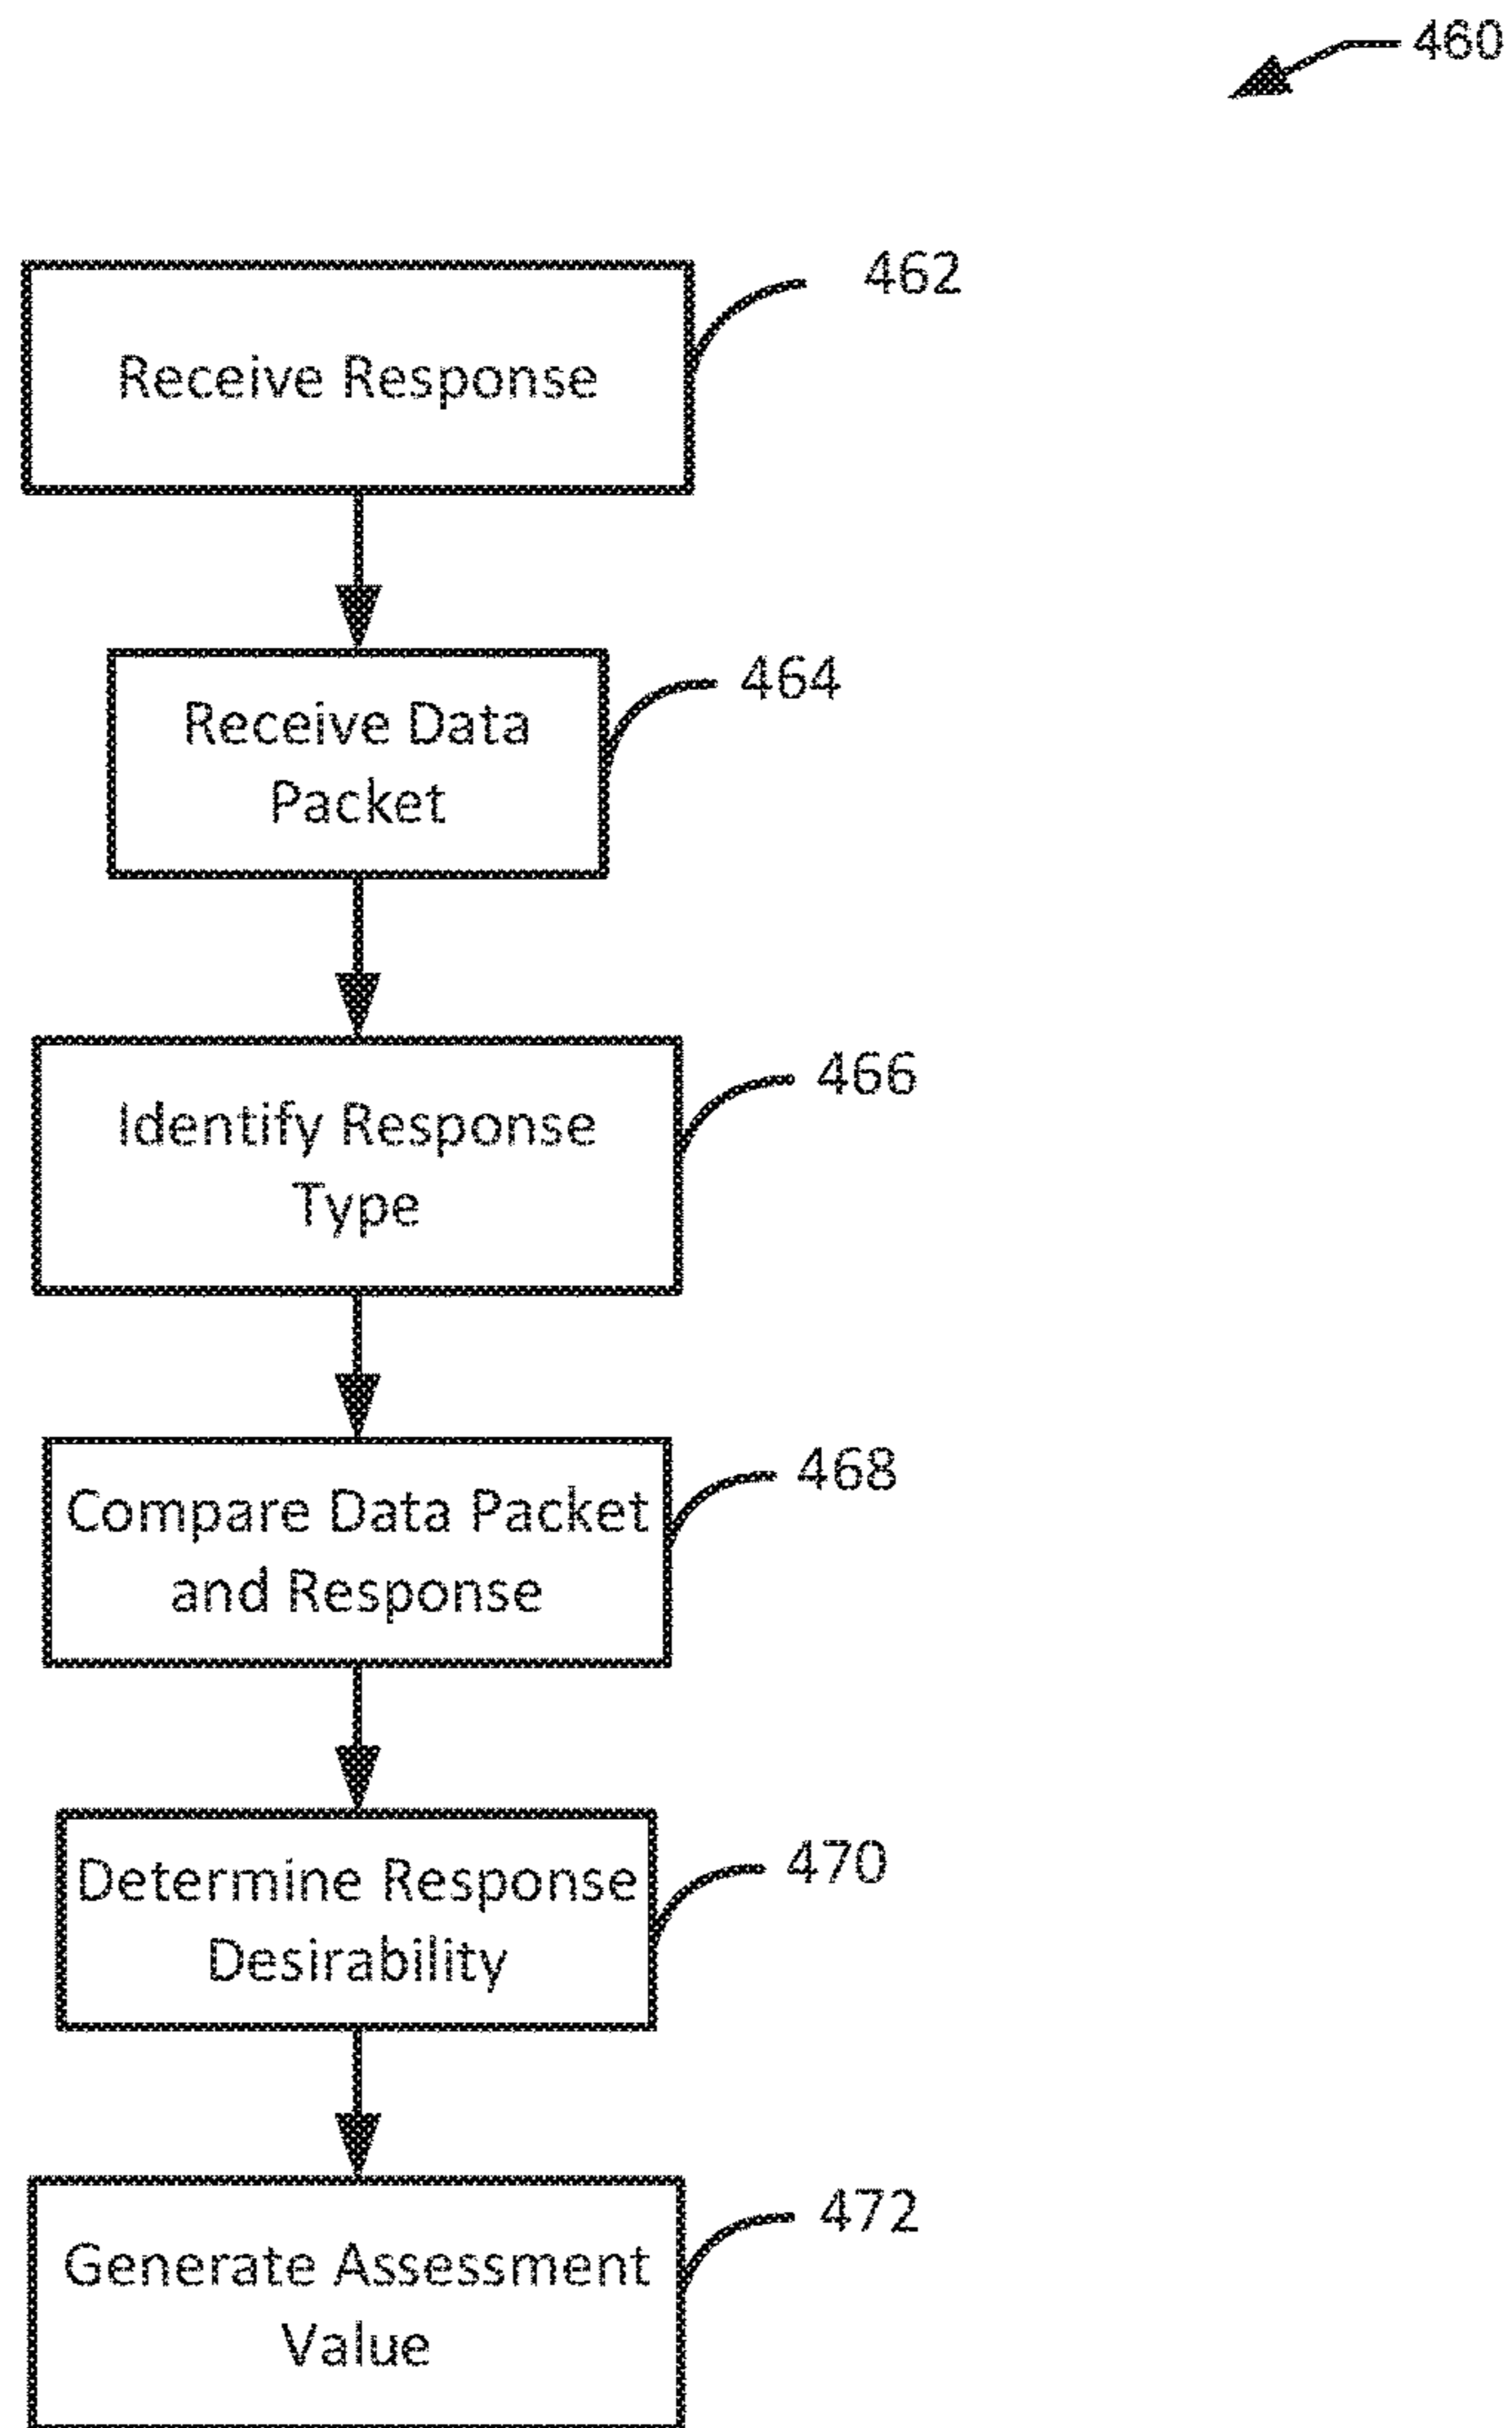 460
462
Receive Response
464
Receive Data
Packet
466
Identify Response
Type
468
Compare Data Packet
and Response
470
Determine Response
Desirability
472
Generate Assessment
Value